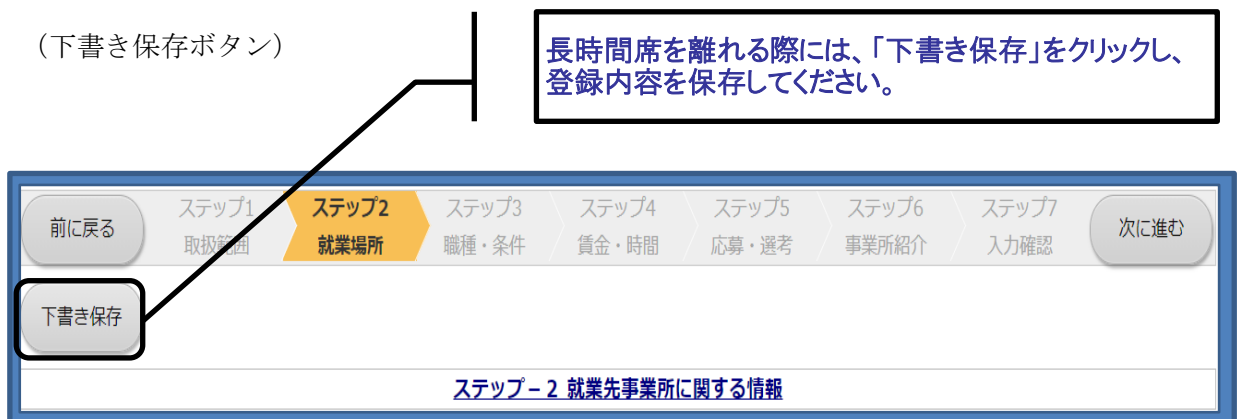 (下書き保存ボタン)
長時間席を離れる際には、「下書き保存」をクリックし、
登録内容を保存してください。
前に戻る
ステップ1
取扱範囲
ステップ2
就業場所
ステップ3
職種・条件
ステップ4
賃金・時間
ステップ5
応募・選考
ステップ6
事業所紹介
ステップ7
入力確認
次に進む
下書き保存
ステップ－２ 就業先事業所に関する情報